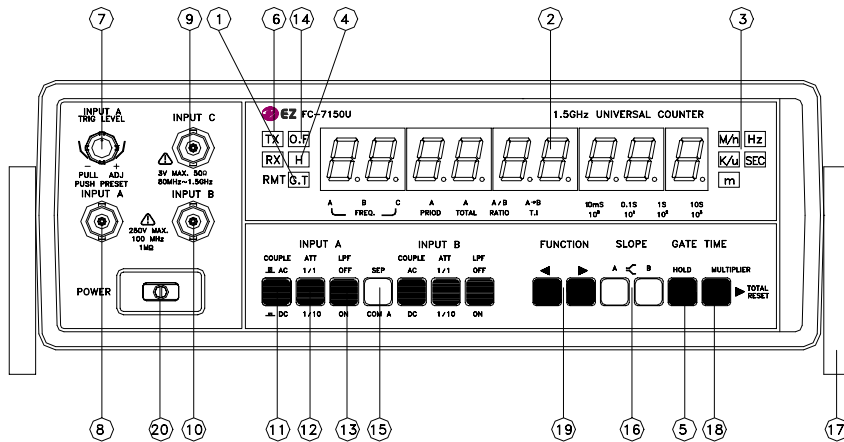 7 9 1 6 14 4 2 3
INPUT A
TRIG LEVEL
- +
PULL ADJ
PUSH PRESET
INPUT C
3V MAX. 50Ω
80MHz~1.5GHz
INPUT A
INPUT B
250V MAX.
100 MHz
1MΩ
POWER
EZ FC-7150U
1.5GHz UNIVERSAL COUNTER
TX O.F
RX H
RMT G.T
M/n Hz
K/u SEC
m
A B C
FREQ.
A
PRIOD
A
TOTAL
A/B
RATIO
A→B
T.I
10mS 0.1S 1S 10S
INPUT A
COUPLE ATT LPF
AC 1/1 OFF
DC 1/10 ON
SEP
COM A
INPUT B
COUPLE ATT LPF
AC 1/1 OFF
DC 1/10 ON
FUNCTION
SLOPE
A B
GATE TIME
HOLD MULTIPLIER
TOTAL
RESET
8 20 10 11 12 13 15 19 16 5 18 17